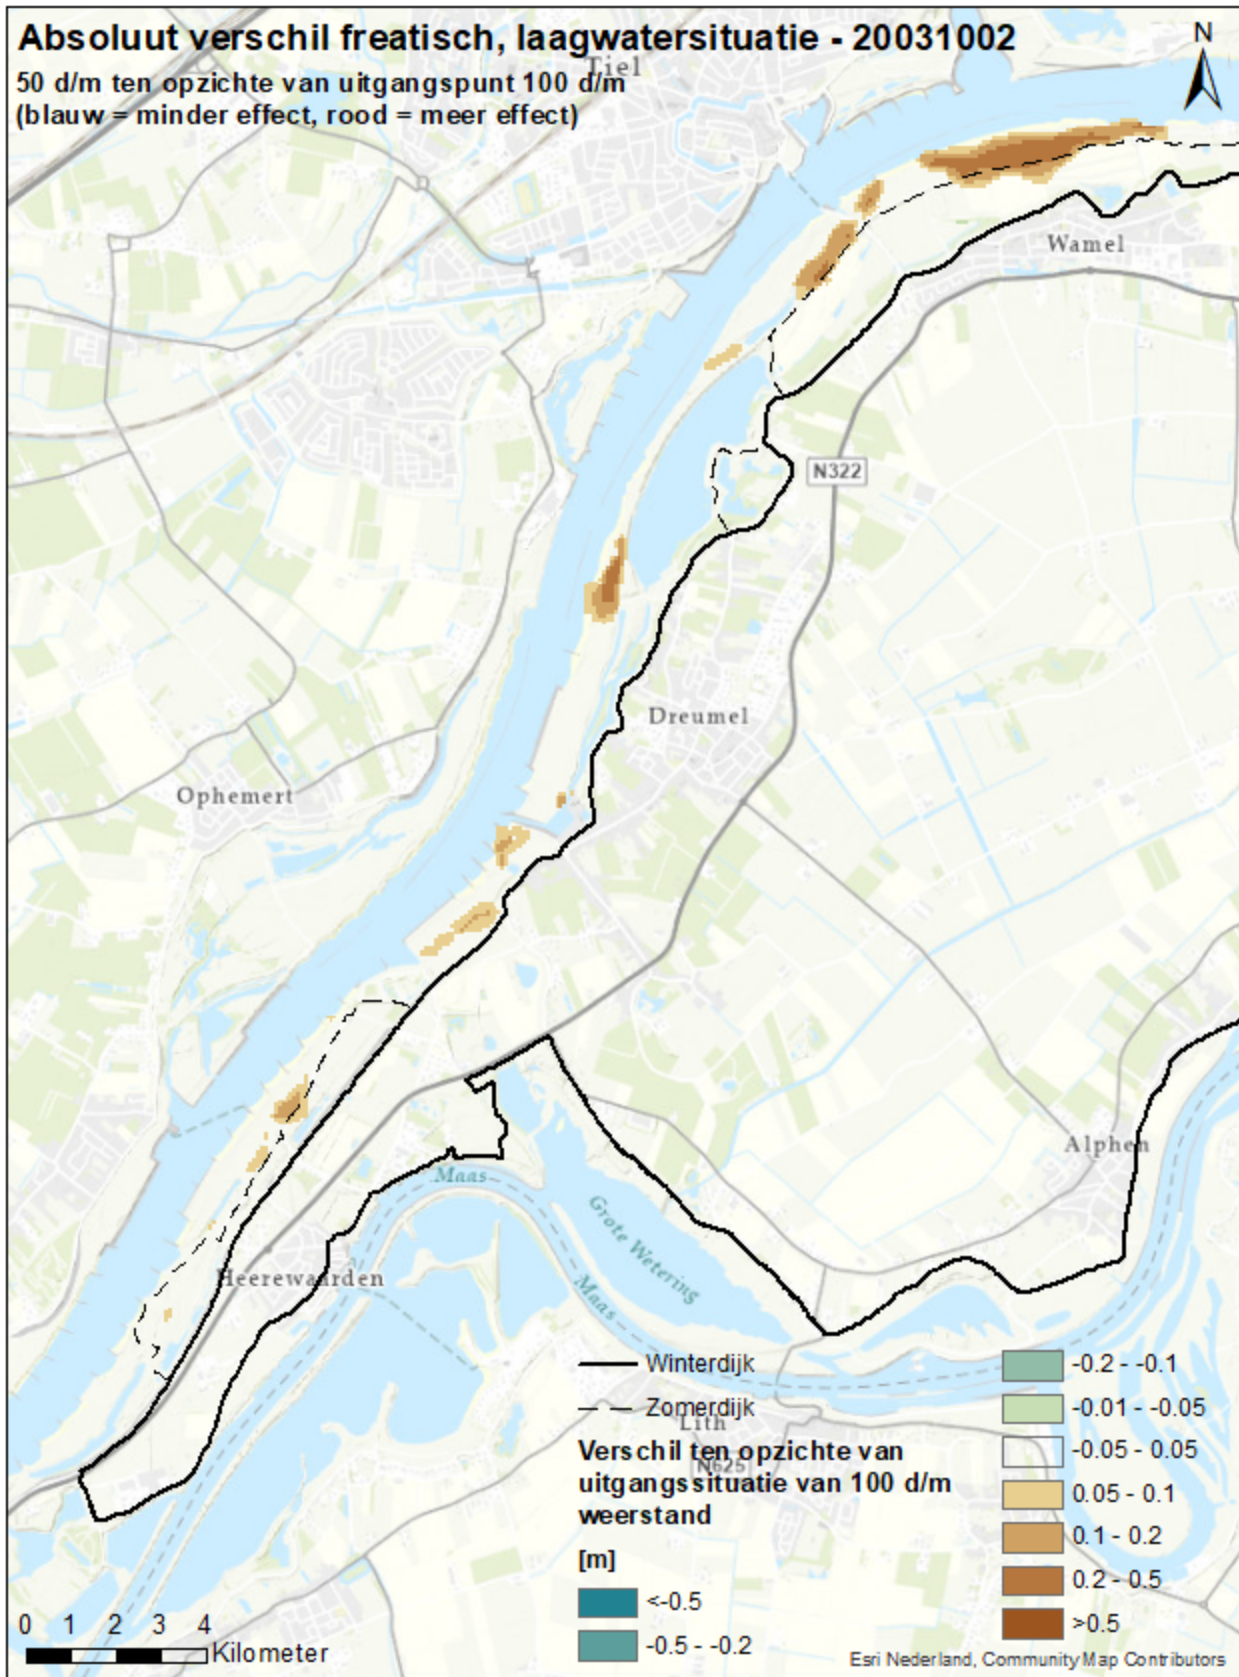 Absoluut verschil freatisch, laagwatersituatie - 20031002
50 d/m ten opzichte van uitgangspunt 100 d/m
(blauw = minder effect, rood = meer effect)
N
Tiel
Wamel
N322
Dreumel
Ophemert
Alphen
Maas
Grote Wetering
Maas
Heerewaarden
Lith
N625
Winterdijk
Zomerdijk
Verschil ten opzichte van
uitgangssituatie van 100 d/m
weerstand
[m]
<-0.5
-0.5 - -0.2
-0.2 - -0.1
-0.01 - -0.05
-0.05 - 0.05
0.05 - 0.1
0.1 - 0.2
0.2 - 0.5
>0.5
0 1 2 3 4
Kilometer
Esri Nederland, Community Map Contributors